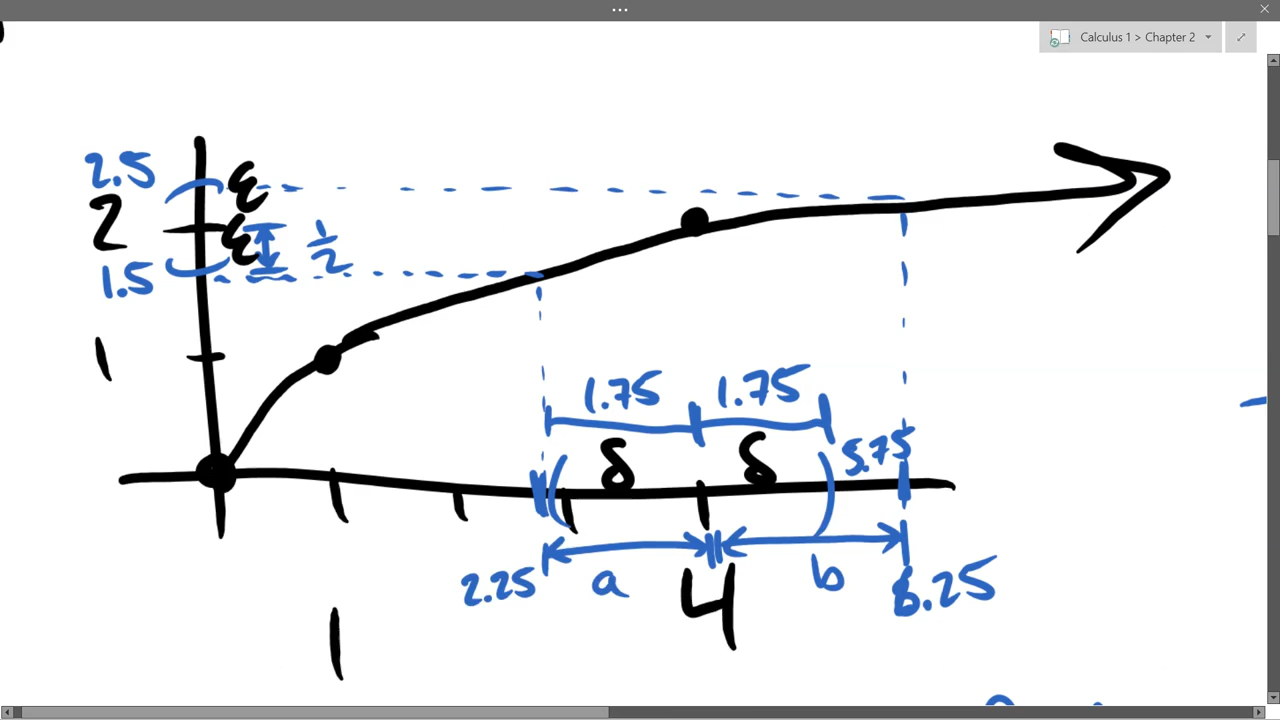 Calculus 1 > Chapter 2
2.5
ε
2
ε
1/2
1.5
1
1.75
1.75
δ
δ
5.75
2.25
a
4
b
6.25
1